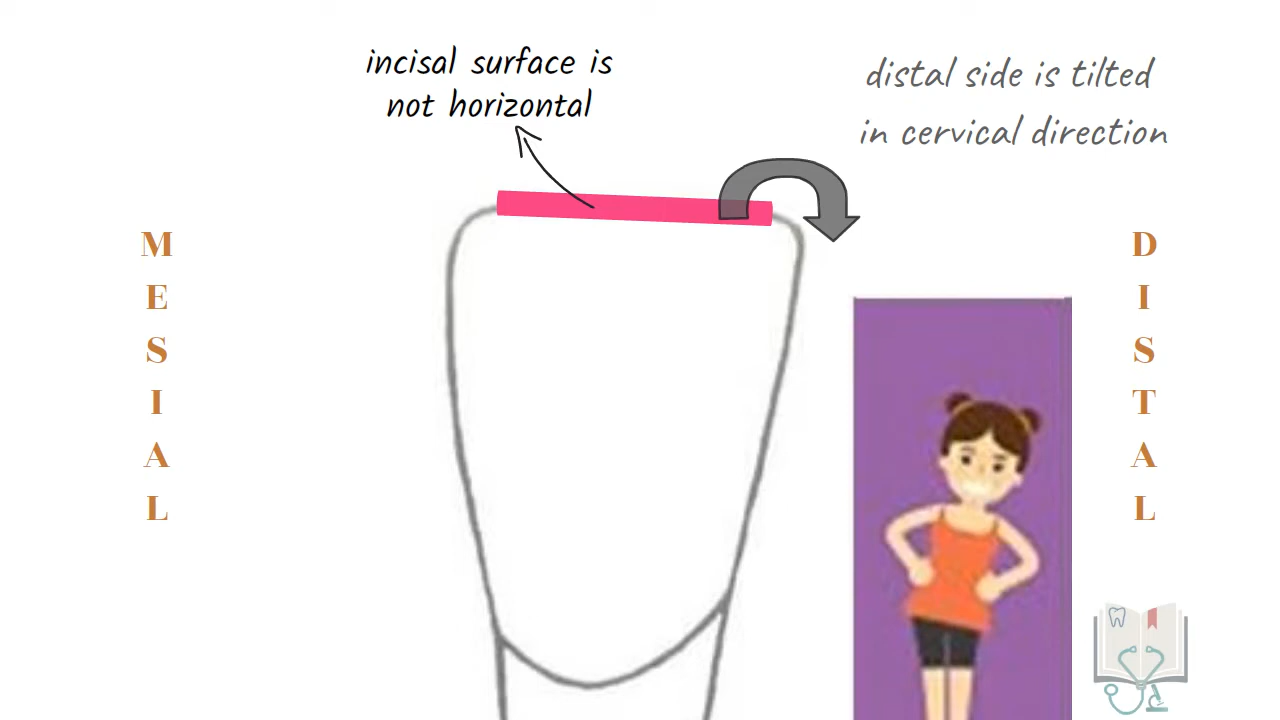 incisal surface is
not horizontal
distal side is tilted
in cervical direction
M
E
S
I
A
L
D
I
S
T
A
L